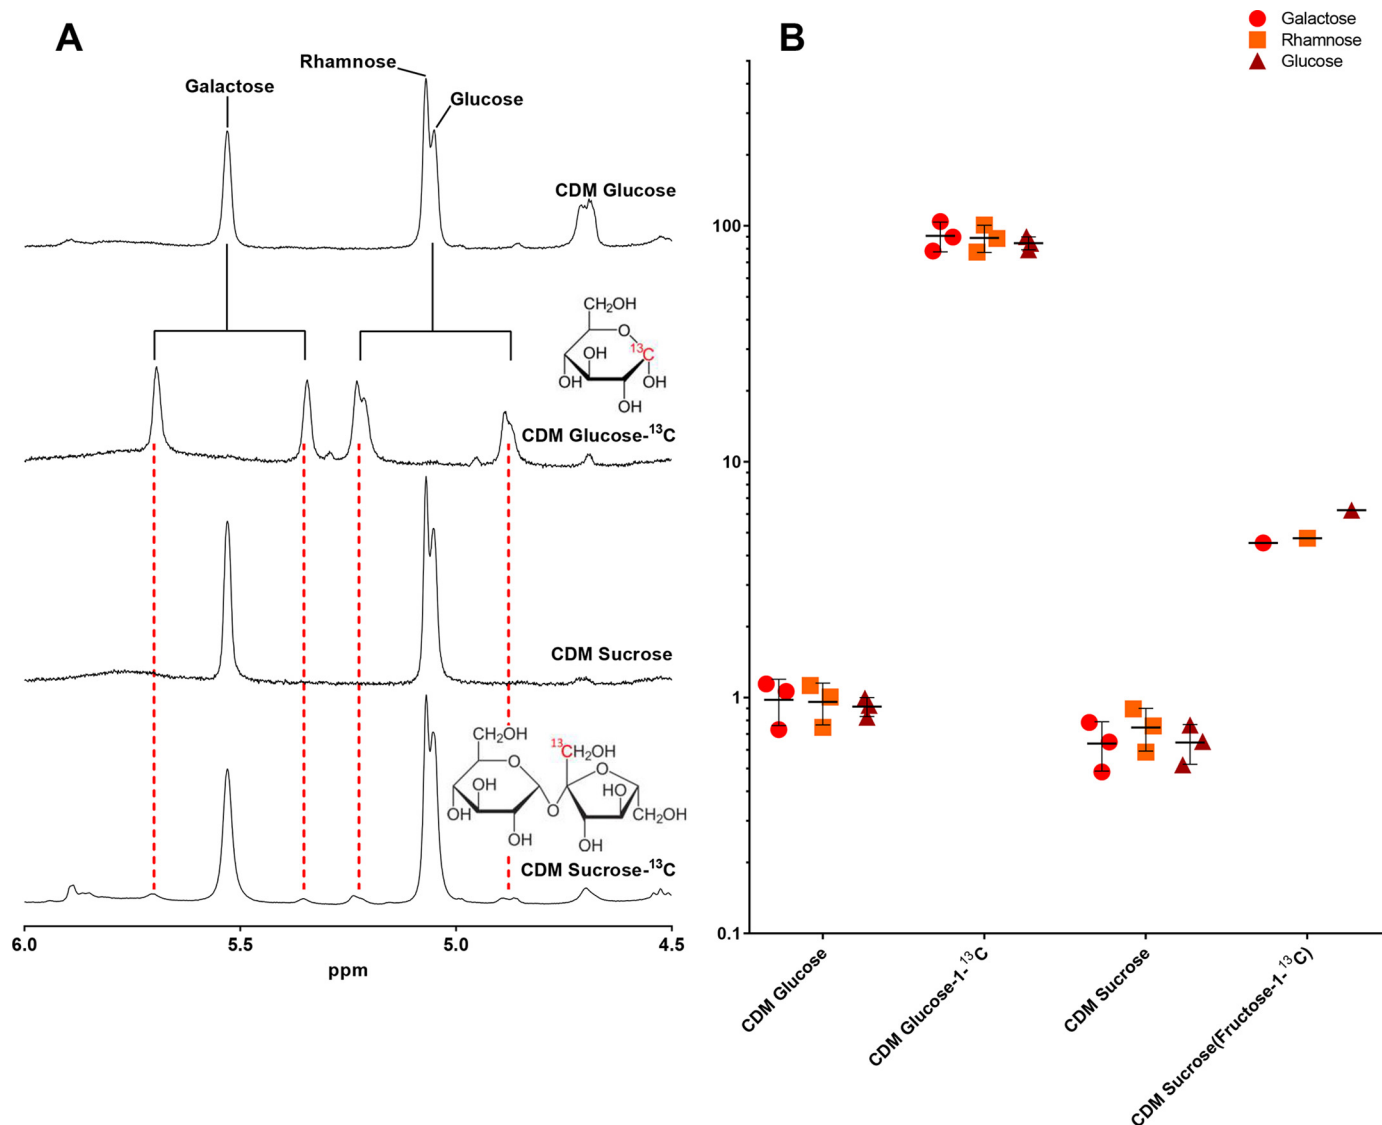 A
Rhamnose
Galactose
Glucose
CDM Glucose
CH₂OH
O
¹³C
OH
OH
OH
OH
CDM Glucose-¹³C
CDM Sucrose
CH₂OH
¹³CH₂OH
O
O
OH
HO
OH
O
CH₂OH
OH
OH
CDM Sucrose-¹³C
6.0 5.5 5.0 4.5
ppm
B
Galactose
Rhamnose
Glucose
100
10
1
0.1
CDM Glucose
CDM Glucose-1-¹³C
CDM Sucrose
CDM Sucrose(Fructose-1-¹³C)